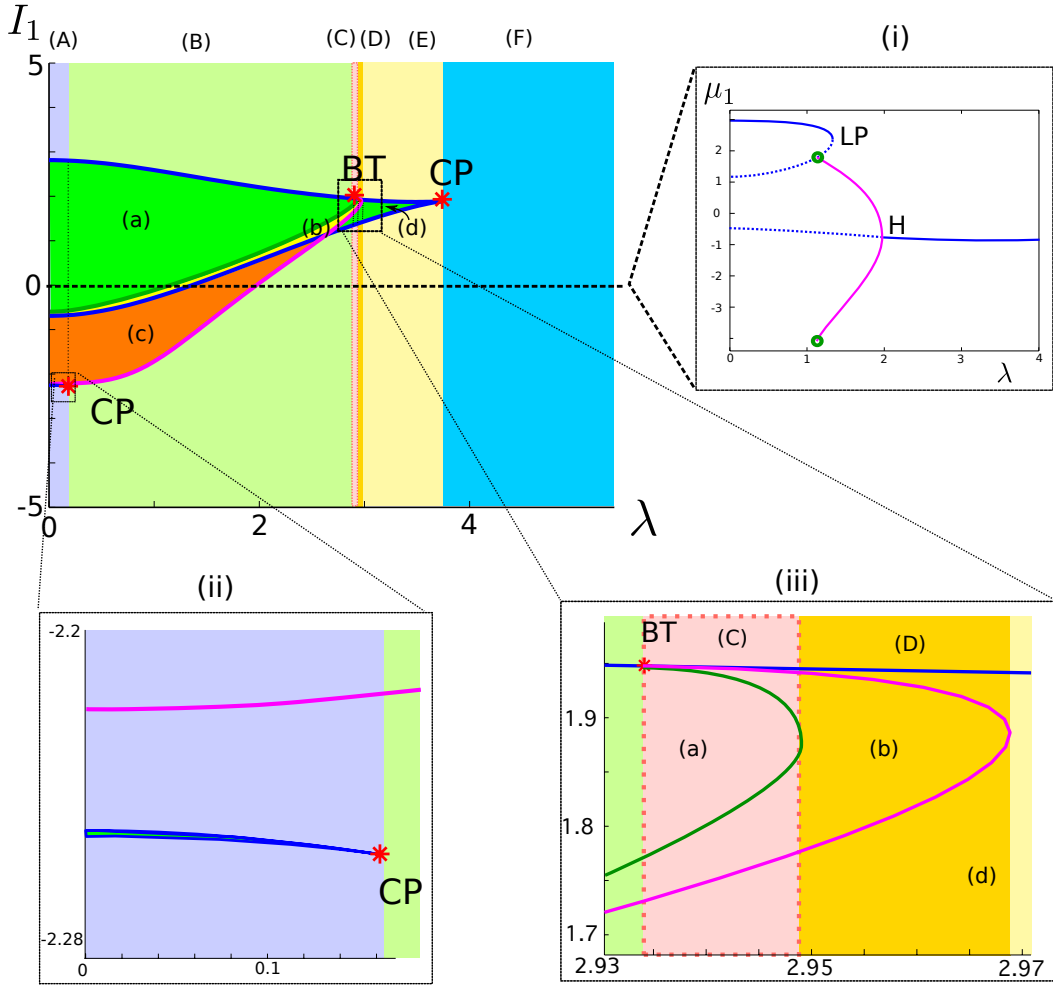 I₁
(A) (B) (C) (D) (E) (F)
5
BT
CP
(a)
(b)
(d)
0
(c)
CP
-5
0 2 4 λ
(i)
μ₁
LP
2
1
0
H
-1
-3
4
0 1 2 3 4
λ
(ii)
-2.2
CP
-2.28
0 0.1
(iii)
BT
(C)
(D)
1.9
(a)
(b)
1.8
(d)
1.7
2.93 2.95 2.97